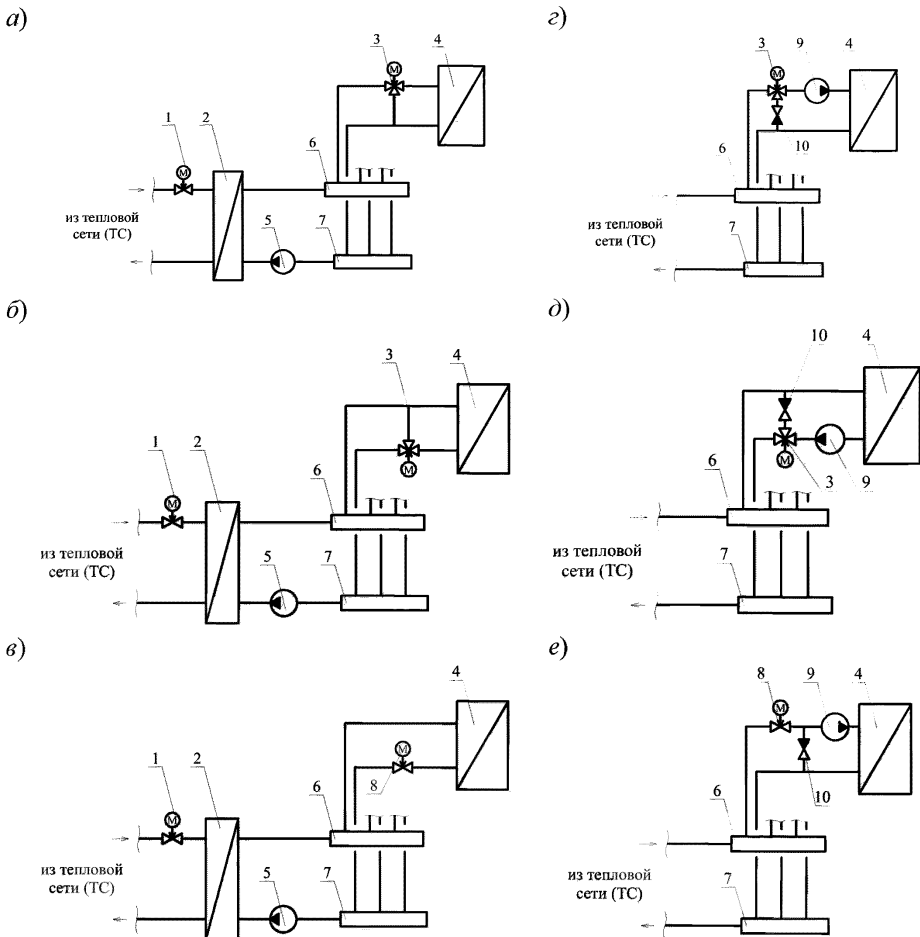 а)
3
4
1
2
6
М
М
из тепловой
сети (ТС)
5
7
б)
3
4
1
2
6
М
М
из тепловой
сети (ТС)
5
7
в)
4
1
2
6
М
М
8
из тепловой
сети (ТС)
5
7
г)
3
9
4
М
10
6
из тепловой
сети (ТС)
7
д)
10
4
6
М
3
9
из тепловой
сети (ТС)
7
е)
8
9
4
М
10
6
из тепловой
сети (ТС)
7